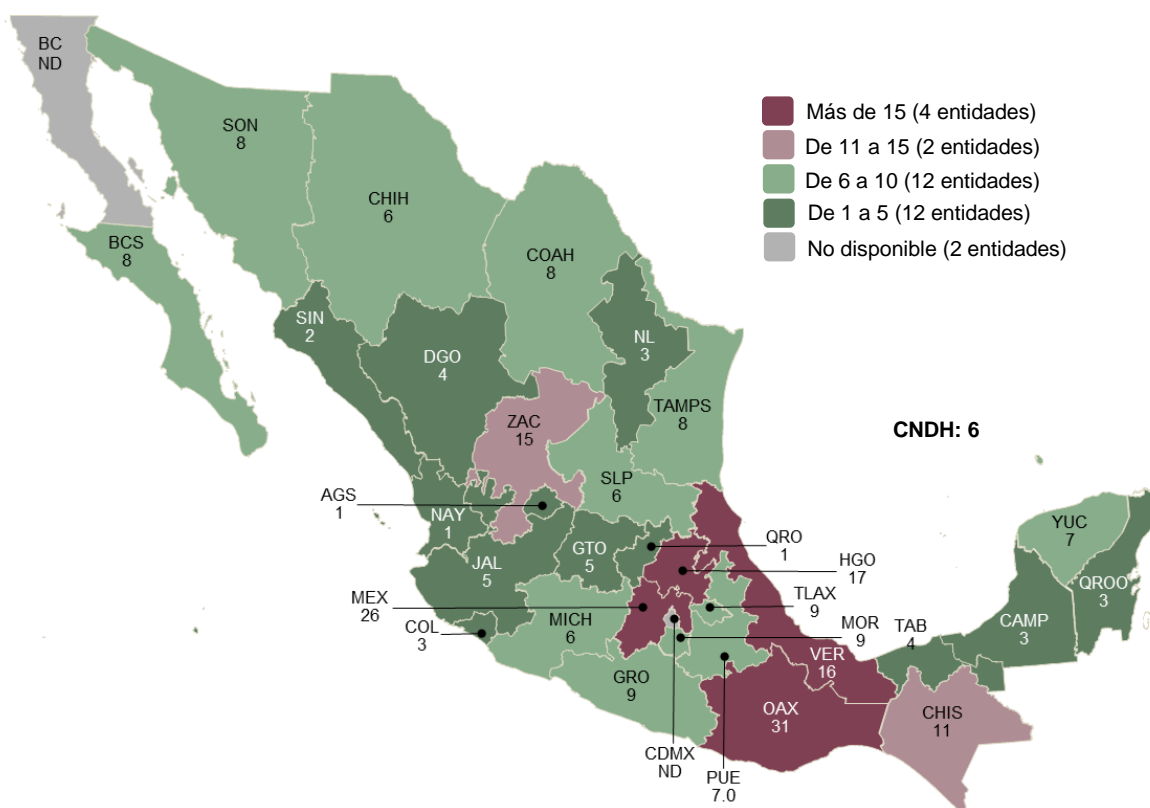 BC
ND
SON
8
CHIH
6
COAH
8
BCS
8
SIN
2
DGO
4
NL
3
TAMPS
8
ZAC
15
SLP
6
AGS
1
NAY
1
JAL
5
GTO
5
QRO
1
HGO
17
MEX
26
COL
3
MICH
6
TLAX
9
MOR
9
GRO
9
VER
16
OAX
31
CDMX
ND
PUE
7.0
TAB
4
CHIS
11
CAMP
3
YUC
7
QROO
3
Más de 15 (4 entidades)
De 11 a 15 (2 entidades)
De 6 a 10 (12 entidades)
De 1 a 5 (12 entidades)
No disponible (2 entidades)
CNDH: 6